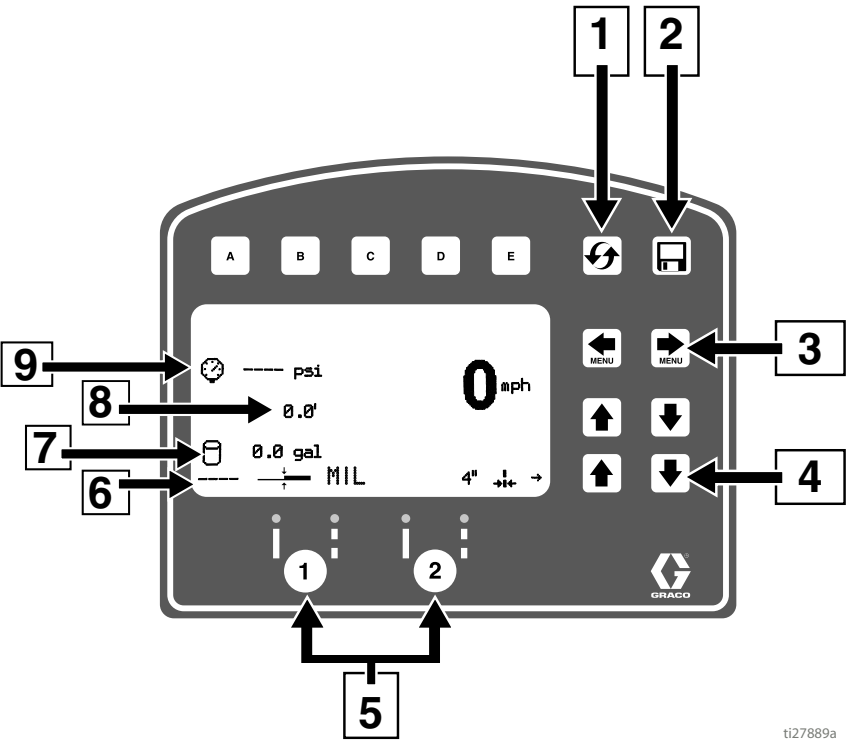 1 2
A B C D E
MENU MENU
3
9
---- psi
0 mph
8
0.0'
7
0.0 gal
6
---- MIL 4"
4
1 2
GRACO
5
ti27889a